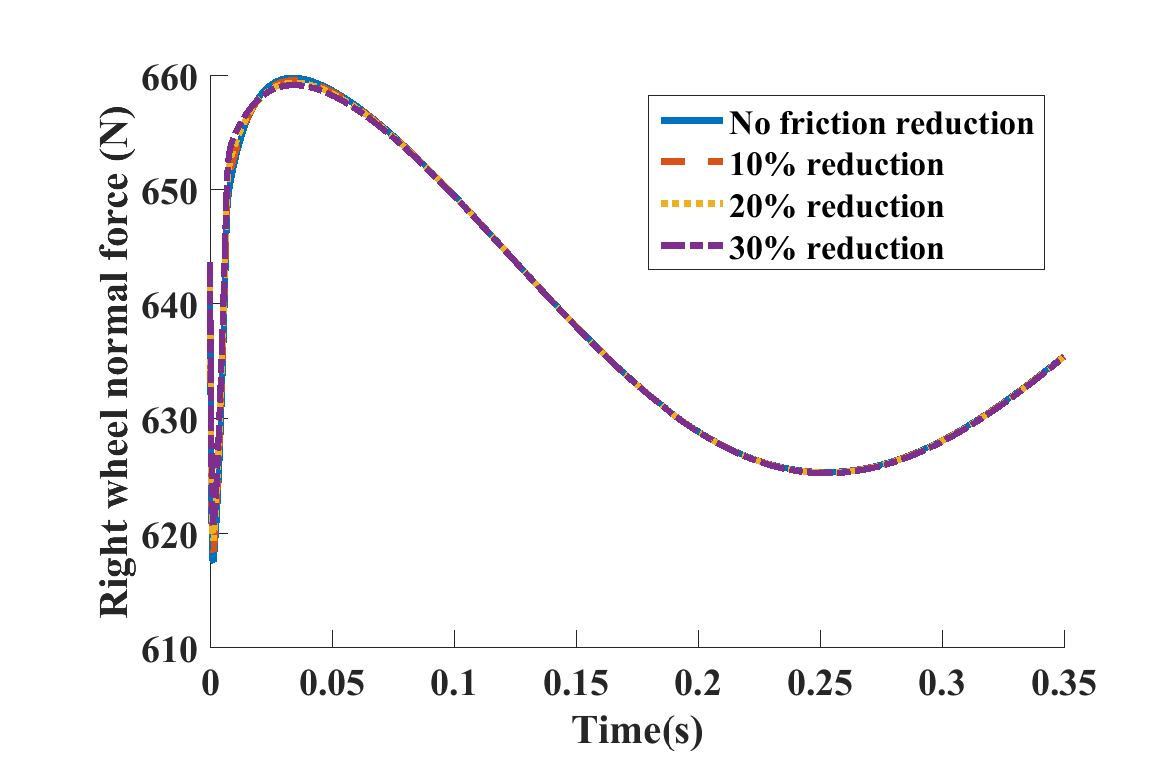 660
650
640
630
620
610
Right wheel normal force (N)
No friction reduction
10% reduction
20% reduction
30% reduction
0
0.05
0.1
0.15
0.2
0.25
0.3
0.35
Time(s)